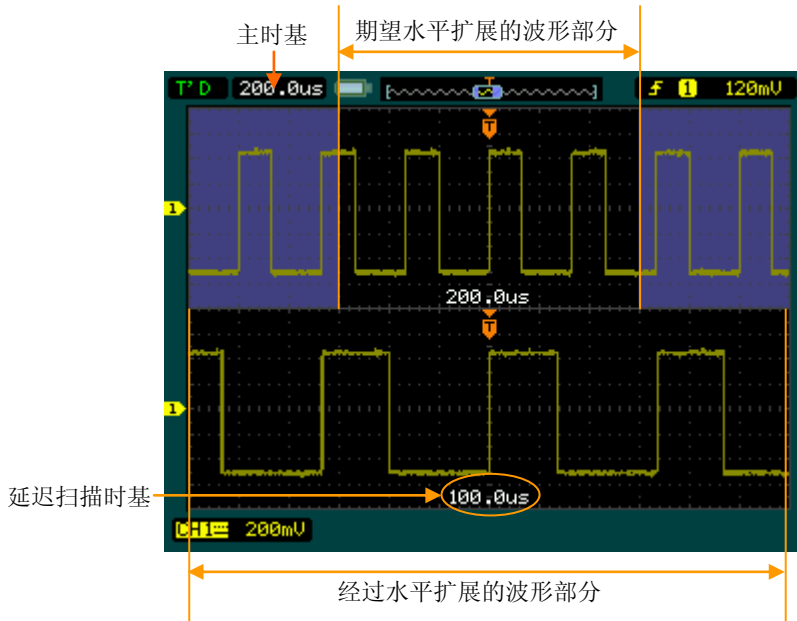 主时基
期望水平扩展的波形部分
T'D 200.0us T 1 120mV
T
1
200.0us
T
1
延迟扫描时基
100.0us
CH1 200mV
经过水平扩展的波形部分